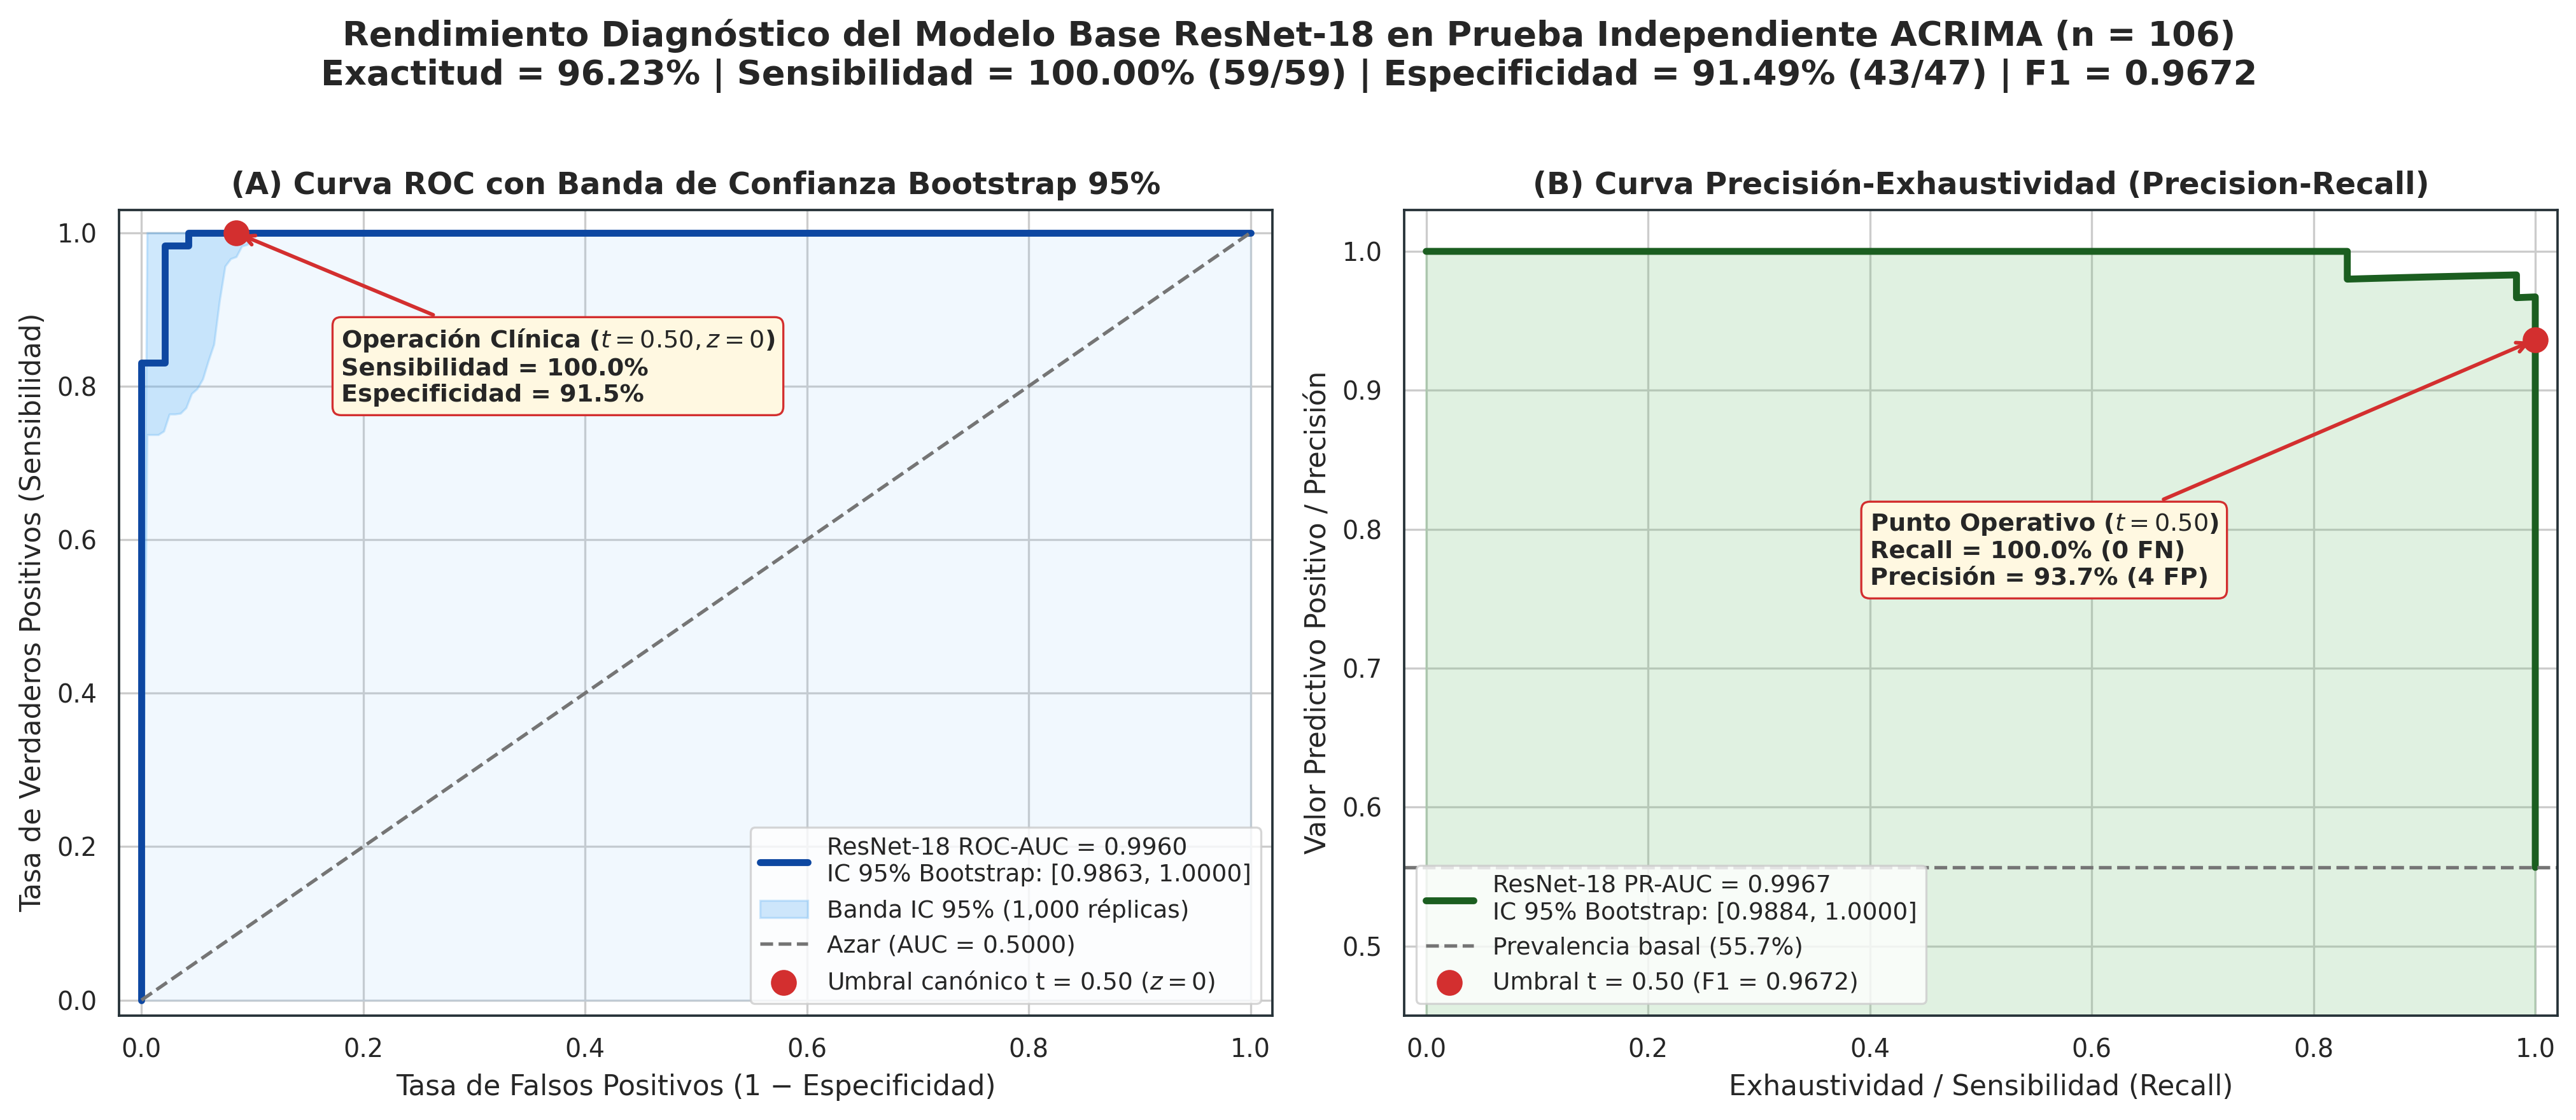 Rendimiento Diagnóstico del Modelo Base ResNet-18 en Prueba Independiente ACRIMA (n = 106)
Exactitud = 96.23% | Sensibilidad = 100.00% (59/59) | Especificidad = 91.49% (43/47) | F1 = 0.9672
(A) Curva ROC con Banda de Confianza Bootstrap 95%
Tasa de Verdaderos Positivos (Sensibilidad)
1.0
0.8
0.6
0.4
0.2
0.0
Operación Clínica (t = 0.50, z = 0)
Sensibilidad = 100.0%
Especificidad = 91.5%
ResNet-18 ROC-AUC = 0.9960
IC 95% Bootstrap: [0.9863, 1.0000]
Banda IC 95% (1,000 réplicas)
Azar (AUC = 0.5000)
Umbral canónico t = 0.50 (z = 0)
0.0 0.2 0.4 0.6 0.8 1.0
Tasa de Falsos Positivos (1 − Especificidad)
(B) Curva Precisión-Exhaustividad (Precision-Recall)
Valor Predictivo Positivo / Precisión
1.0
0.9
0.8
0.7
0.6
0.5
Punto Operativo (t = 0.50)
Recall = 100.0% (0 FN)
Precisión = 93.7% (4 FP)
ResNet-18 PR-AUC = 0.9967
IC 95% Bootstrap: [0.9884, 1.0000]
Prevalencia basal (55.7%)
Umbral t = 0.50 (F1 = 0.9672)
0.0 0.2 0.4 0.6 0.8 1.0
Exhaustividad / Sensibilidad (Recall)